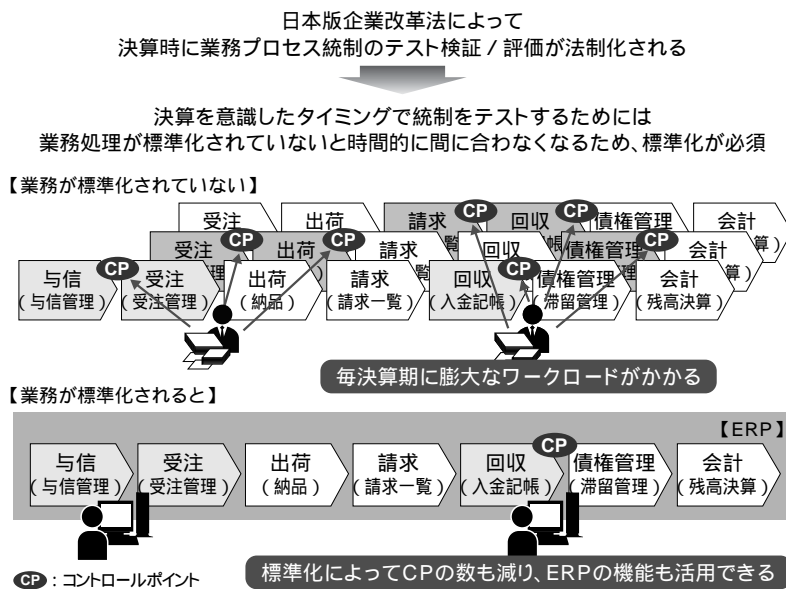 日本版企業改革法によって
決算時に業務プロセス統制のテスト検証 / 評価が法制化される
決算を意識したタイミングで統制をテストするためには
業務処理が標準化されていないと時間的に間に合わなくなるため、標準化が必須
【業務が標準化されていない】
受注 出荷 請求 CP 回収 CP 債権管理 会計
受注 CP 出荷 CP 請求 回収 債権管理 CP 会計
与信 CP 受注 出荷 請求 回収 CP 債権管理 会計
(与信管理) (受注管理) (納品) (請求一覧) (入金記帳) (滞留管理) (残高決算)
毎決算期に膨大なワークロードがかかる
【業務が標準化されると】
【ERP】
与信 受注 出荷 請求 回収 CP 債権管理 会計
(与信管理) (受注管理) (納品) (請求一覧) (入金記帳) (滞留管理) (残高決算)
CP : コントロールポイント
標準化によってCPの数も減り、ERPの機能も活用できる